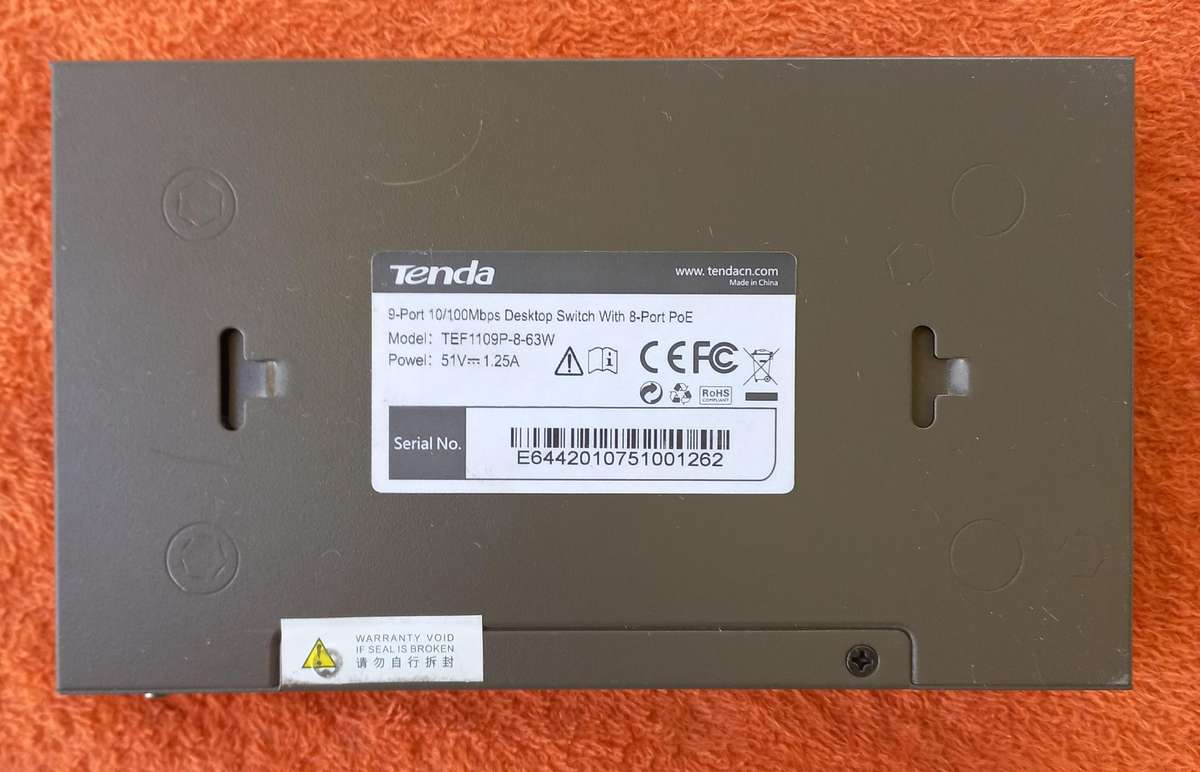 Tenda
www. tendacn.com
Made in China
9-Port 10/100Mbps Desktop Switch With 8-Port PoE
Model: TEF1109P-8-63W
Power: 51V⎓1.25A
CE FC
RoHS
COMPLIANT
Serial No.
E6442010751001262
WARRANTY VOID
IF SEAL IS BROKEN
请勿自行拆封